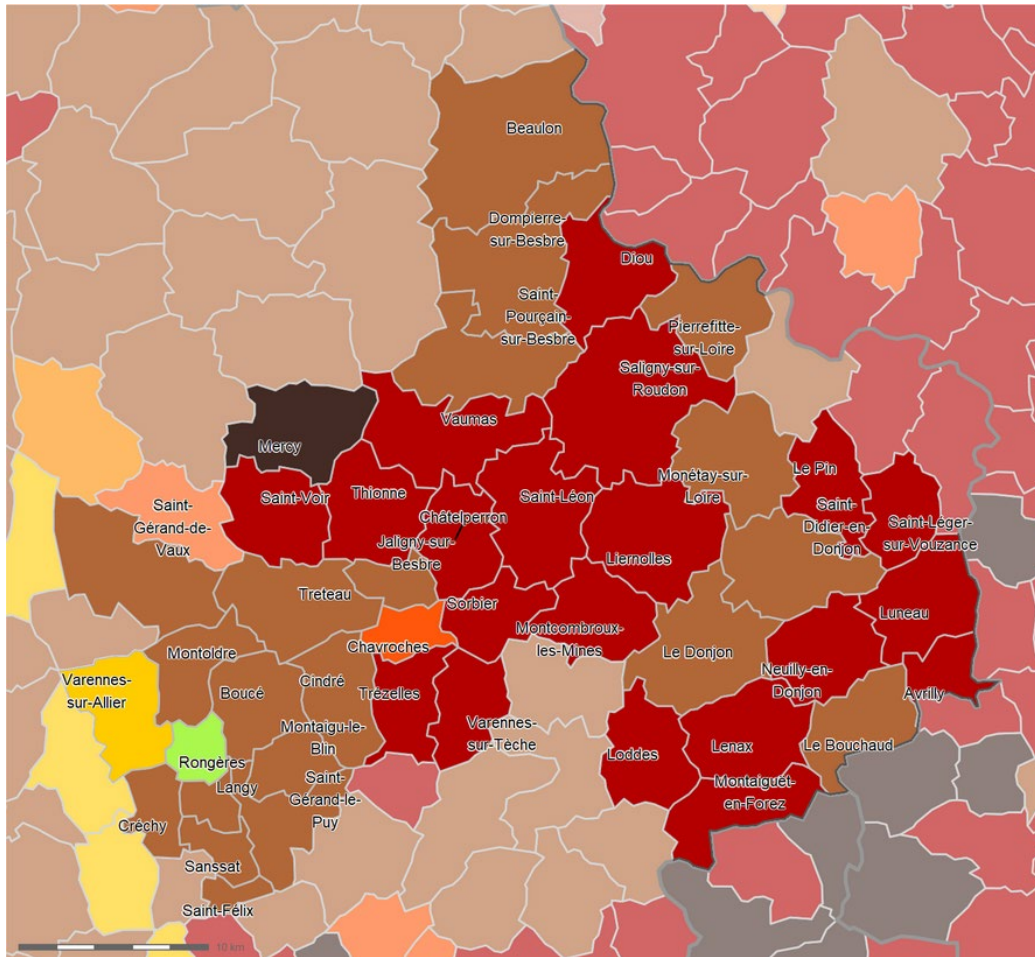 Beaulon
Dompierre-
sur-Besbre
Diou
Saint-
Pourçain-
sur-Besbre
Pierrefitte-
sur-Loire
Saligny-sur-
Roudon
Vaumas
Mercy
Le Pin
Monétay-sur-
Loire
Saint-Voir
Thionne
Saint-Léon
Saint-
Gérand-de-
Vaux
Châtelperron
Saint-
Didier-en-
Donjon
Saint-Léger-
sur-Vouzance
Jaligny-sur-
Besbre
Liernolles
Treteau
Sorbier
Luneau
Montcombroux-
les-Mines
Chavroches
Montoldre
Le Donjon
Varennes-
sur-Allier
Boucé
Cindré
Trézelles
Neuilly-en-
Donjon
Avrilly
Montaigu-le-
Blin
Varennes-
sur-Tèche
Le Bouchaud
Rongères
Loddes
Lenax
Langy
Saint-
Gérand-le-
Puy
Montaiguët-
en-Forez
Créchy
Sanssat
Saint-Félix
10 km